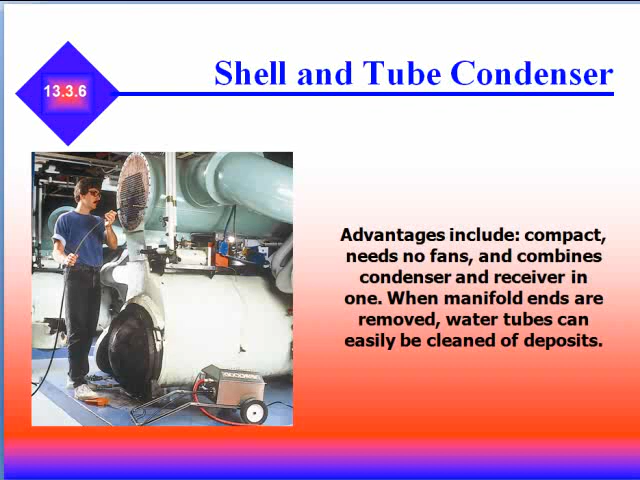 Shell and Tube Condenser
13.3.6
Advantages include: compact,
needs no fans, and combines
condenser and receiver in
one. When manifold ends are
removed, water tubes can
easily be cleaned of deposits.